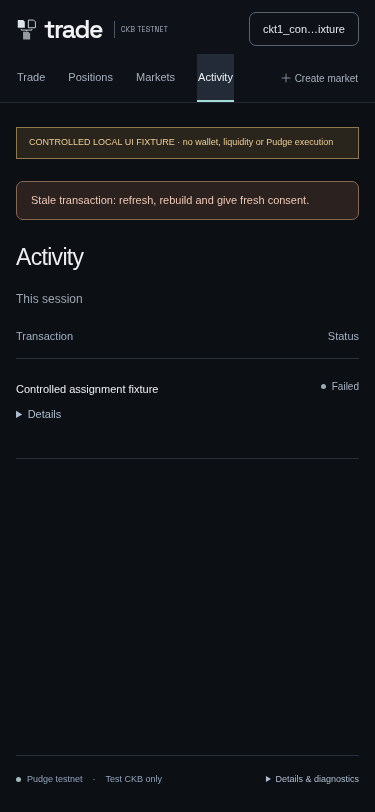 trade CKB TESTNET ckt1_con…ixture
Trade Positions Markets Activity + Create market
CONTROLLED LOCAL UI FIXTURE · no wallet, liquidity or Pudge execution
Stale transaction: refresh, rebuild and give fresh consent.
Activity
This session
Transaction Status
Controlled assignment fixture Failed
Details
Pudge testnet · Test CKB only Details & diagnostics